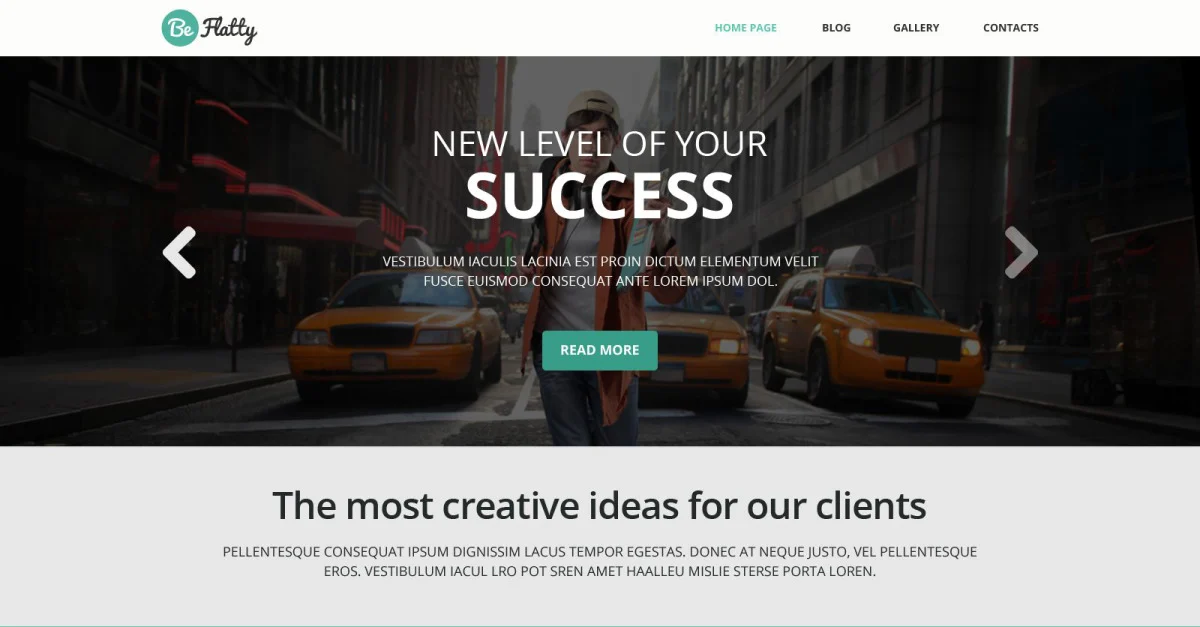 Be Flatty
HOME PAGE BLOG GALLERY CONTACTS
NEW LEVEL OF YOUR
SUCCESS
VESTIBULUM IACULIS LACINIA EST PROIN DICTUM ELEMENTUM VELIT
FUSCE EUISMOD CONSEQUAT ANTE LOREM IPSUM DOL.
READ MORE
The most creative ideas for our clients
PELLENTESQUE CONSEQUAT IPSUM DIGNISSIM LACUS TEMPOR EGESTAS. DONEC AT NEQUE JUSTO, VEL PELLENTESQUE
EROS. VESTIBULUM IACUL LRO POT SREN AMET HAALLEU MISLIE STERSE PORTA LOREN.